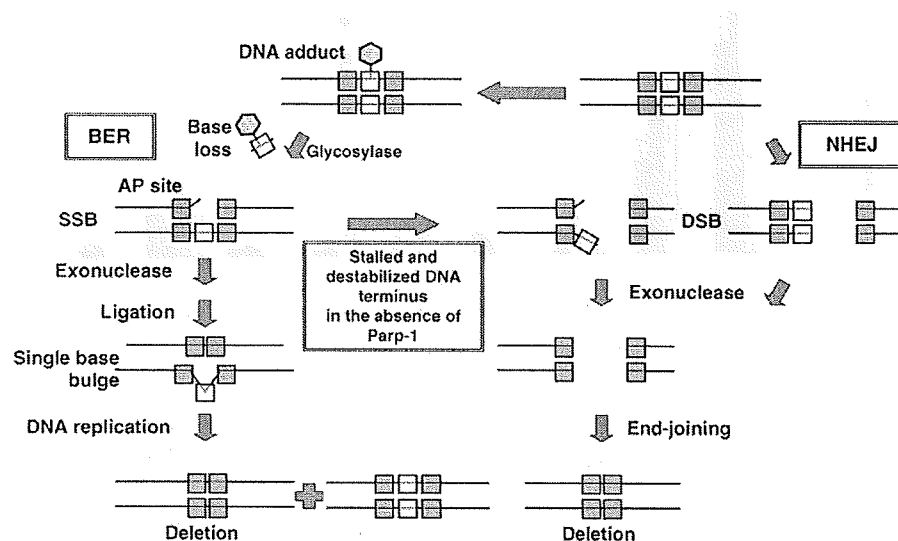 DNA adduct
BER
Base
loss
Glycosylase
NHEJ
AP site
SSB
DSB
Exonuclease
Stalled and
destabilized DNA
terminus
in the absence of
Parp-1
Exonuclease
Ligation
Single base
bulge
DNA replication
End-joining
Deletion
Deletion